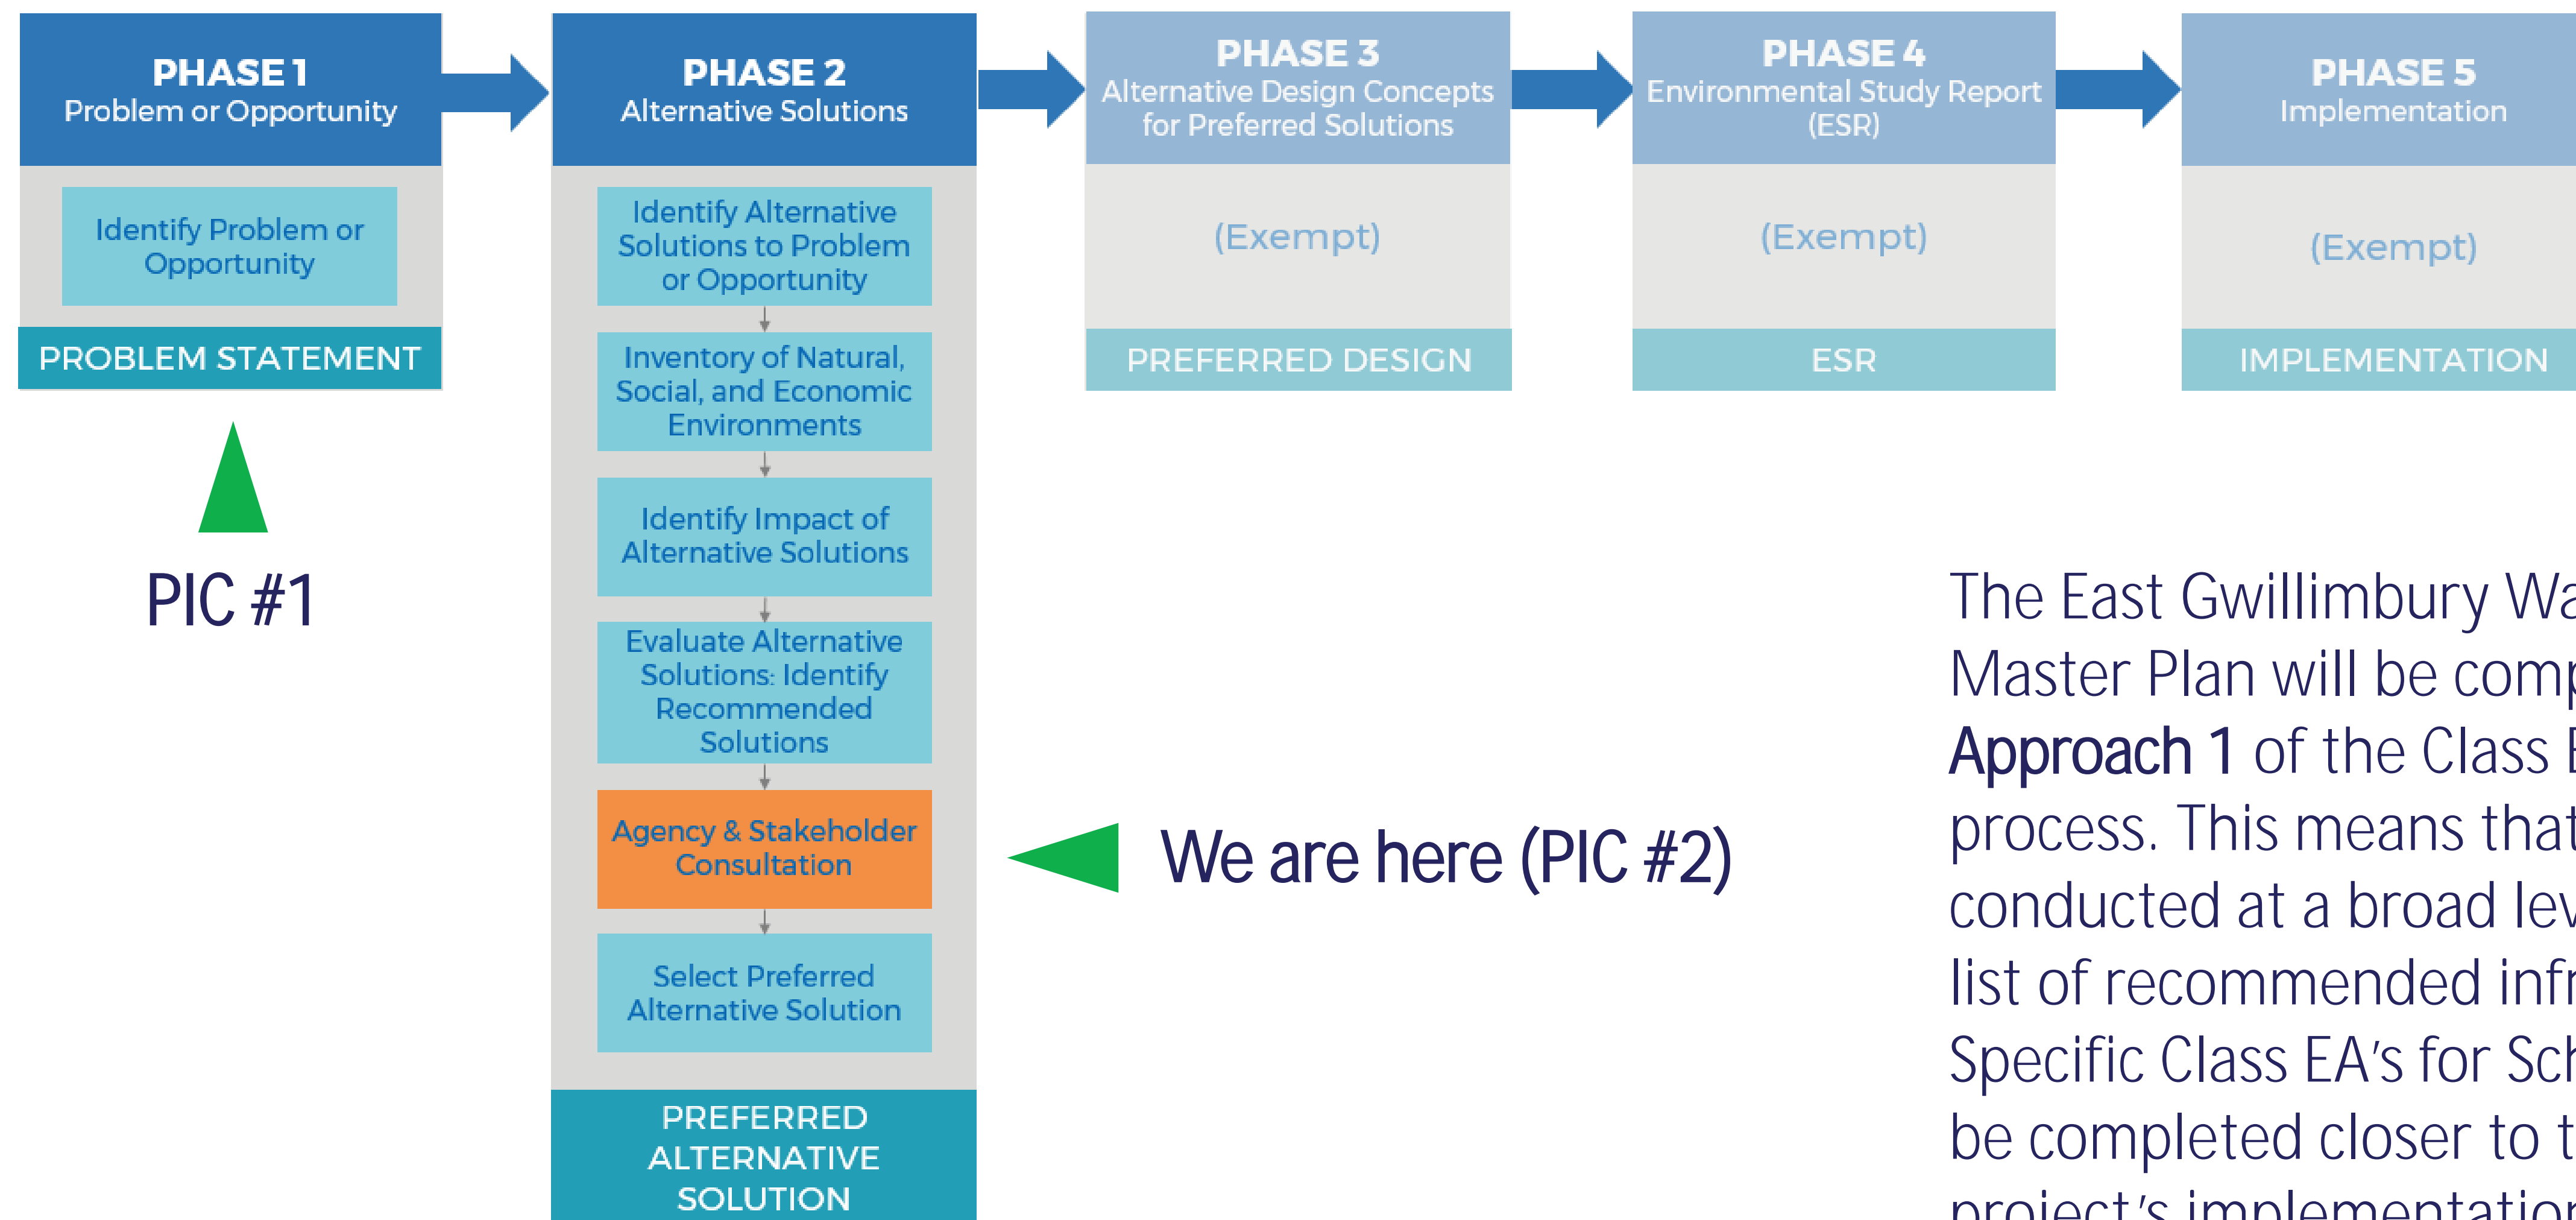 PHASE 1
Problem or Opportunity
Identify Problem or
Opportunity
PROBLEM STATEMENT
PIC #1
PHASE 2
Alternative Solutions
Identify Alternative
Solutions to Problem
or Opportunity
Inventory of Natural,
Social, and Economic
Environments
Identify Impact of
Alternative Solutions
Evaluate Alternative
Solutions: Identify
Recommended
Solutions
Agency & Stakeholder
Consultation
Select Preferred
Alternative Solution
PREFERRED
ALTERNATIVE
SOLUTION
We are here (PIC #2)
PHASE 3
Alternative Design Concepts
for Preferred Solutions
(Exempt)
PREFERRED DESIGN
PHASE 4
Environmental Study Report
(ESR)
(Exempt)
ESR
PHASE 5
Implementation
(Exempt)
IMPLEMENTATION
The East Gwillimbury
Master Plan will be
Approach 1 of the Class
process. This means that
conducted at a broad
list of recommended
Specific Class EA's for
be completed closer to
project's implementation